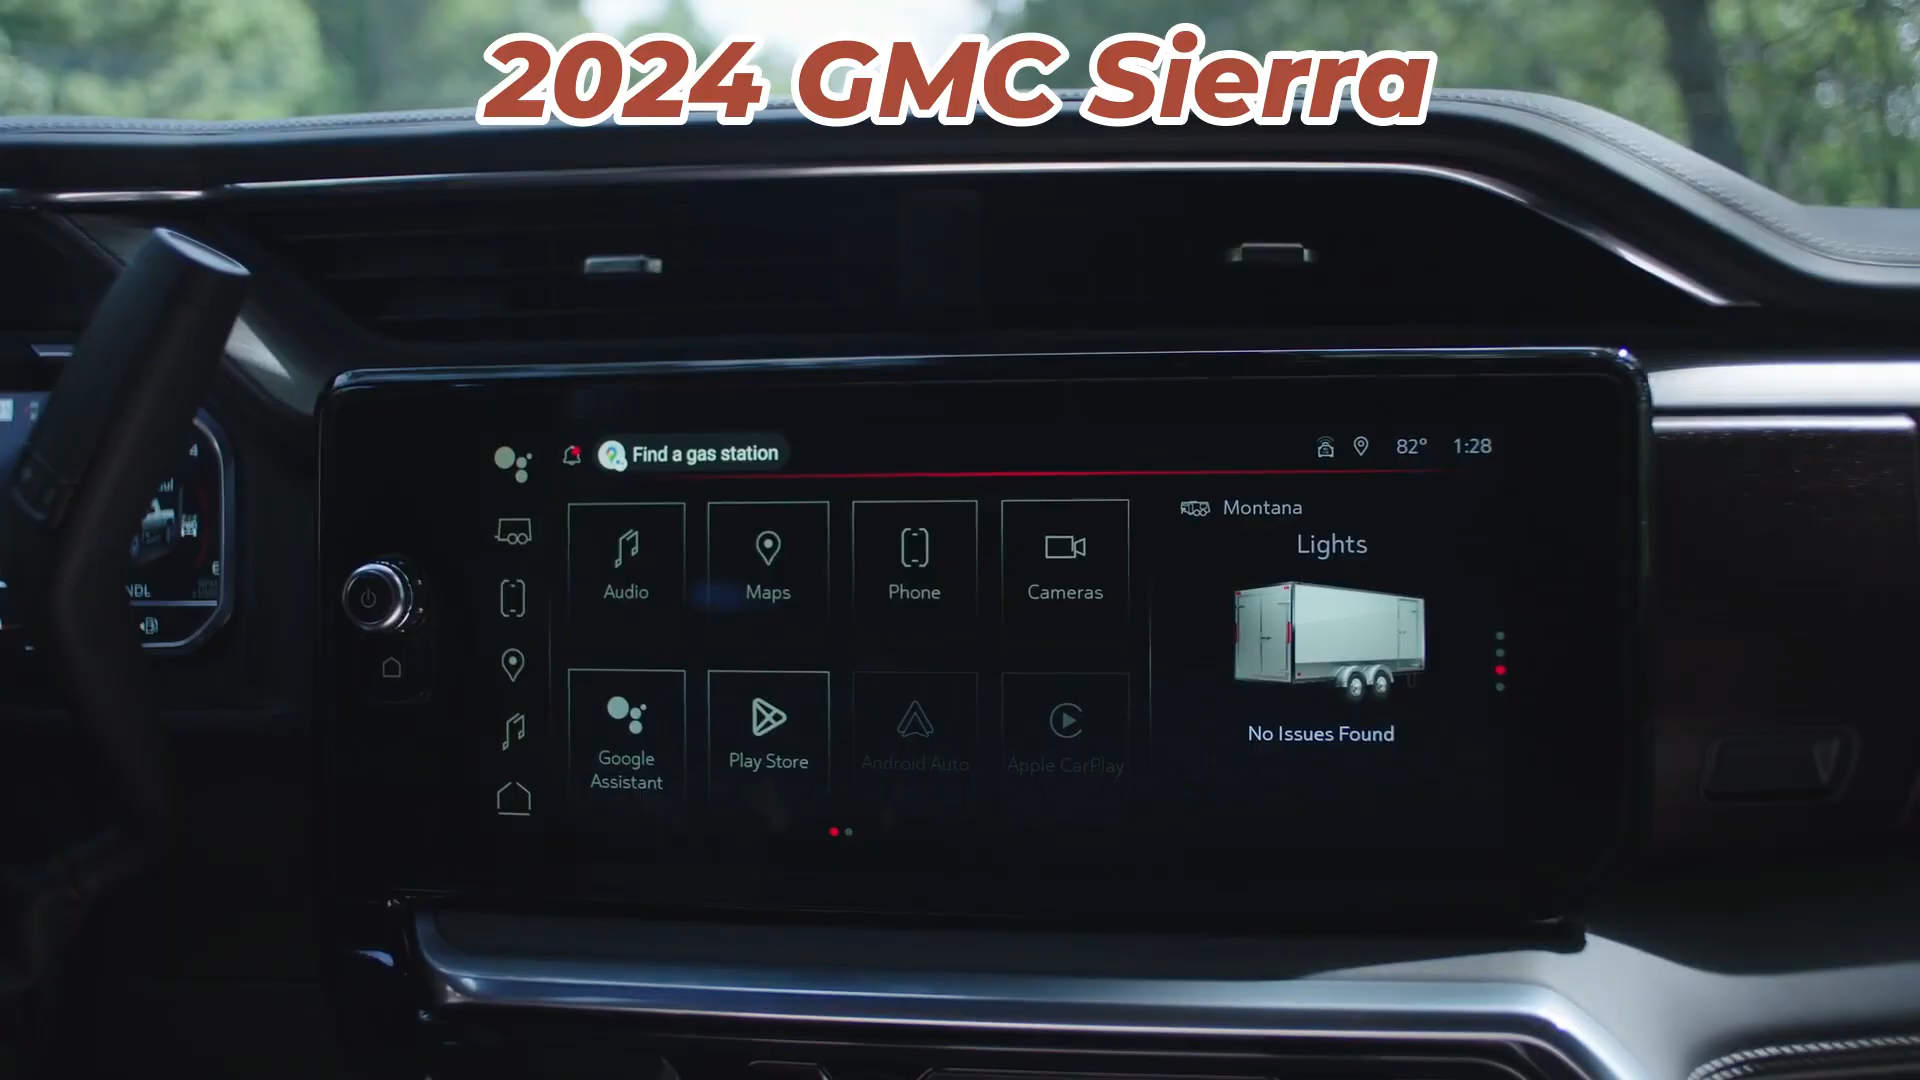 2024 GMC Sierra
Find a gas station
82°
1:28
Montana
Lights
Audio
Maps
Phone
Cameras
Google
Assistant
Play Store
Android Auto
Apple CarPlay
No Issues Found